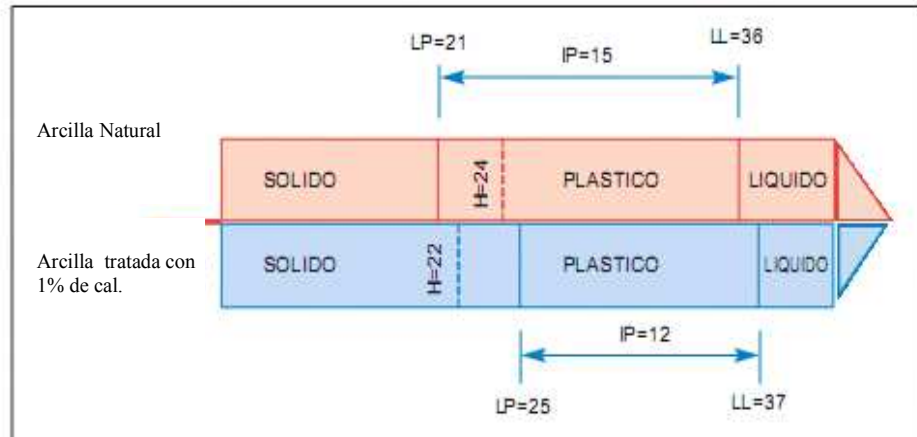 LP=21
IP=15
LL=36
Arcilla Natural
SOLIDO
H=24
PLASTICO
LIQUIDO
Arcilla tratada con
1% de cal.
SOLIDO
H=22
PLASTICO
LIQUIDO
IP=12
LP=25
LL=37